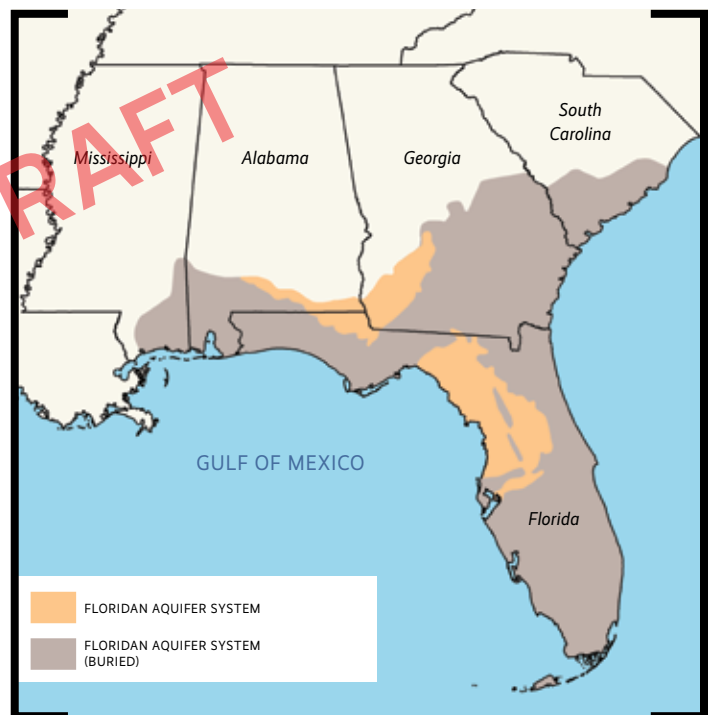 RAFT
Mississippi
Alabama
Georgia
South
Carolina
GULF OF MEXICO
Florida
FLORIDAN AQUIFER SYSTEM
FLORIDAN AQUIFER SYSTEM
(BURIED)